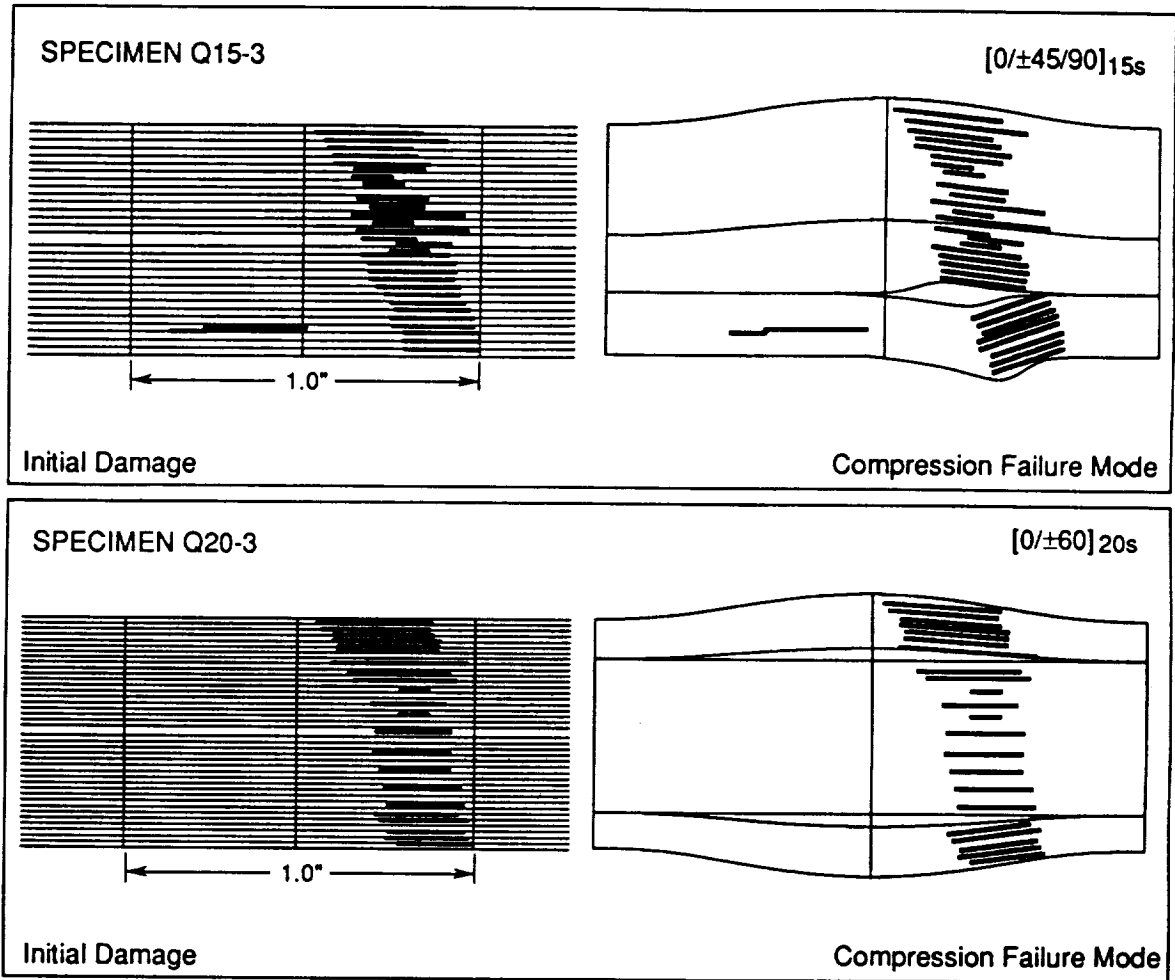 SPECIMEN Q15-3
[0/±45/90]15s
1.0"
Initial Damage
Compression Failure Mode
SPECIMEN Q20-3
[0/±60]20s
1.0"
Initial Damage
Compression Failure Mode